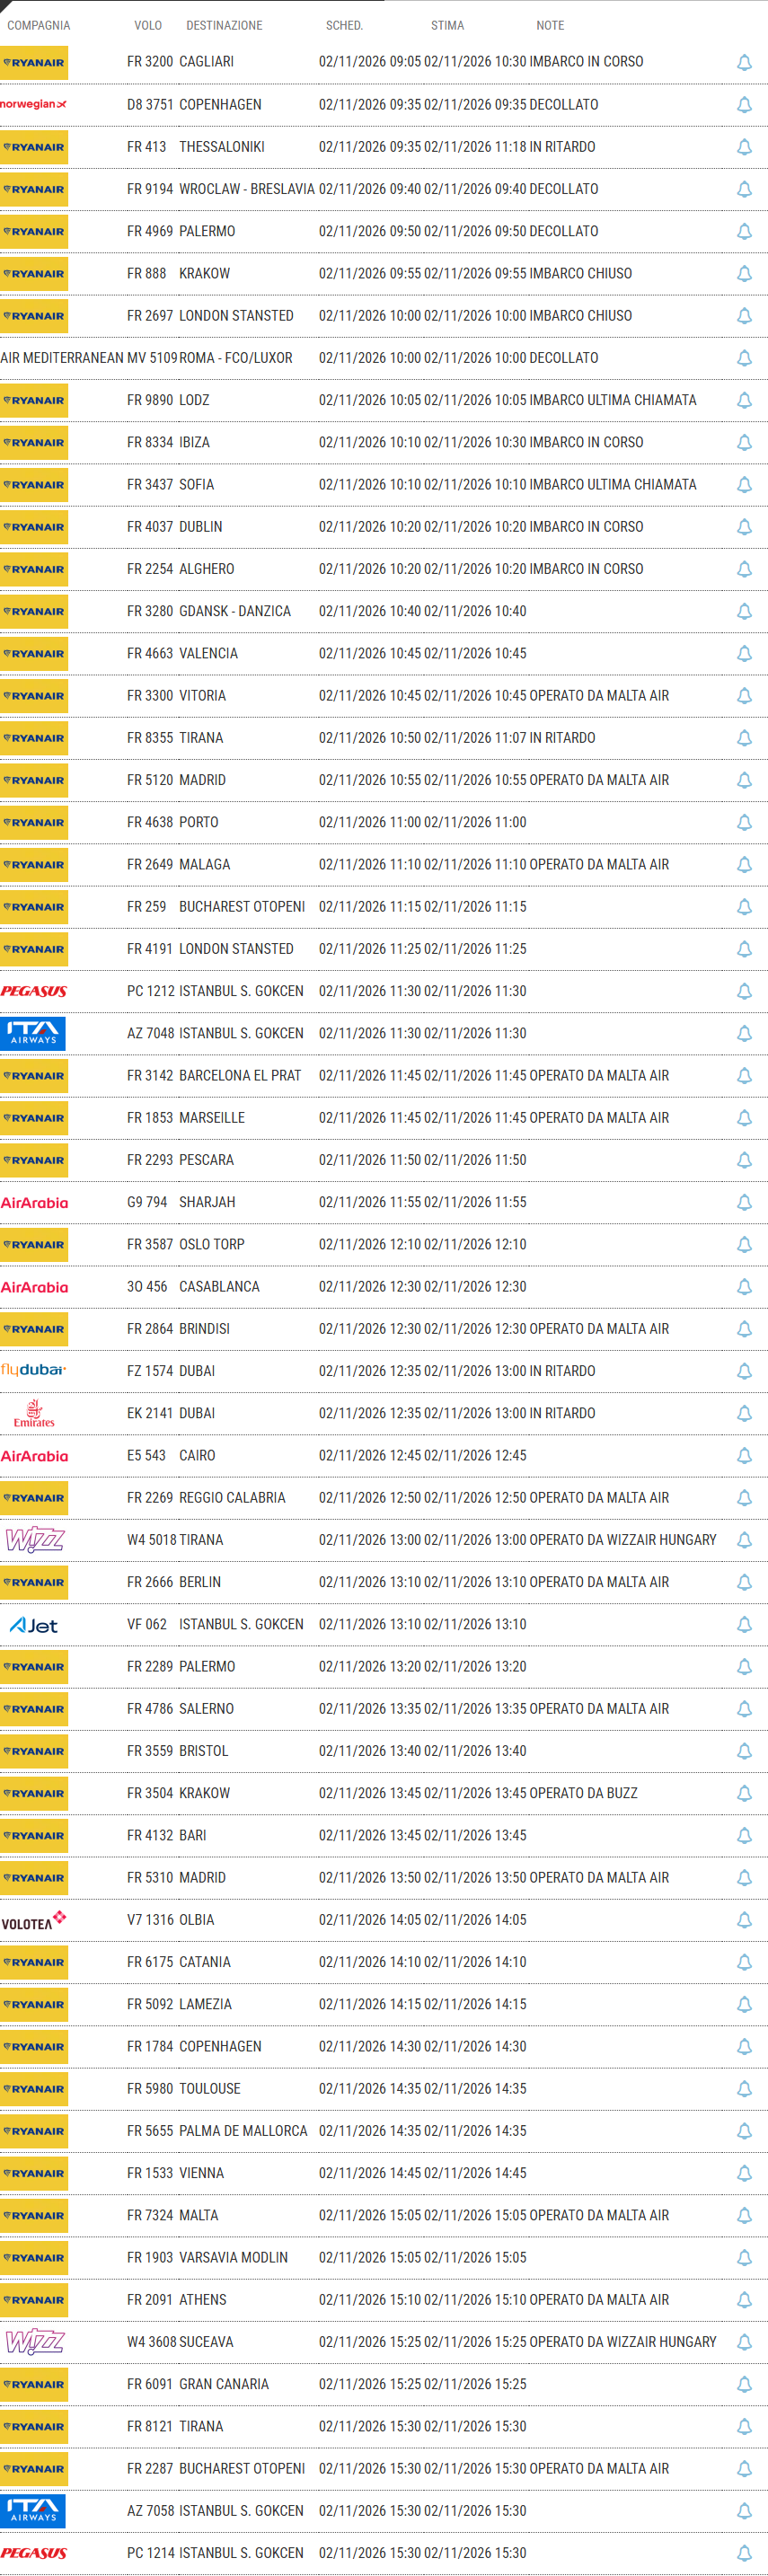 COMPAGNIA VOLO DESTINAZIONE SCHED. STIMA NOTE
RYANAIR FR 3200 CAGLIARI 02/11/2026 09:05 02/11/2026 10:30 IMBARCO IN CORSO
norwegian D8 3751 COPENHAGEN 02/11/2026 09:35 02/11/2026 09:35 DECOLLATO
RYANAIR FR 413 THESSALONIKI 02/11/2026 09:35 02/11/2026 11:18 IN RITARDO
RYANAIR FR 9194 WROCLAW - BRESLAVIA 02/11/2026 09:40 02/11/2026 09:40 DECOLLATO
RYANAIR FR 4969 PALERMO 02/11/2026 09:50 02/11/2026 09:50 DECOLLATO
RYANAIR FR 888 KRAKOW 02/11/2026 09:55 02/11/2026 09:55 IMBARCO CHIUSO
RYANAIR FR 2697 LONDON STANSTED 02/11/2026 10:00 02/11/2026 10:00 IMBARCO CHIUSO
AIR MEDITERRANEAN MV 5109 ROMA - FCO/LUXOR 02/11/2026 10:00 02/11/2026 10:00 DECOLLATO
RYANAIR FR 9890 LODZ 02/11/2026 10:05 02/11/2026 10:05 IMBARCO ULTIMA CHIAMATA
RYANAIR FR 8334 IBIZA 02/11/2026 10:10 02/11/2026 10:30 IMBARCO IN CORSO
RYANAIR FR 3437 SOFIA 02/11/2026 10:10 02/11/2026 10:10 IMBARCO ULTIMA CHIAMATA
RYANAIR FR 4037 DUBLIN 02/11/2026 10:20 02/11/2026 10:20 IMBARCO IN CORSO
RYANAIR FR 2254 ALGHERO 02/11/2026 10:20 02/11/2026 10:20 IMBARCO IN CORSO
RYANAIR FR 3280 GDANSK - DANZICA 02/11/2026 10:40 02/11/2026 10:40
RYANAIR FR 4663 VALENCIA 02/11/2026 10:45 02/11/2026 10:45
RYANAIR FR 3300 VITORIA 02/11/2026 10:45 02/11/2026 10:45 OPERATO DA MALTA AIR
RYANAIR FR 8355 TIRANA 02/11/2026 10:50 02/11/2026 11:07 IN RITARDO
RYANAIR FR 5120 MADRID 02/11/2026 10:55 02/11/2026 10:55 OPERATO DA MALTA AIR
RYANAIR FR 4638 PORTO 02/11/2026 11:00 02/11/2026 11:00
RYANAIR FR 2649 MALAGA 02/11/2026 11:10 02/11/2026 11:10 OPERATO DA MALTA AIR
RYANAIR FR 259 BUCHAREST OTOPENI 02/11/2026 11:15 02/11/2026 11:15
RYANAIR FR 4191 LONDON STANSTED 02/11/2026 11:25 02/11/2026 11:25
PEGASUS PC 1212 ISTANBUL S. GOKCEN 02/11/2026 11:30 02/11/2026 11:30
ITA AIRWAYS AZ 7048 ISTANBUL S. GOKCEN 02/11/2026 11:30 02/11/2026 11:30
RYANAIR FR 3142 BARCELONA EL PRAT 02/11/2026 11:45 02/11/2026 11:45 OPERATO DA MALTA AIR
RYANAIR FR 1853 MARSEILLE 02/11/2026 11:45 02/11/2026 11:45 OPERATO DA MALTA AIR
RYANAIR FR 2293 PESCARA 02/11/2026 11:50 02/11/2026 11:50
AirArabia G9 794 SHARJAH 02/11/2026 11:55 02/11/2026 11:55
RYANAIR FR 3587 OSLO TORP 02/11/2026 12:10 02/11/2026 12:10
AirArabia 3O 456 CASABLANCA 02/11/2026 12:30 02/11/2026 12:30
RYANAIR FR 2864 BRINDISI 02/11/2026 12:30 02/11/2026 12:30 OPERATO DA MALTA AIR
flydubai FZ 1574 DUBAI 02/11/2026 12:35 02/11/2026 13:00 IN RITARDO
Emirates EK 2141 DUBAI 02/11/2026 12:35 02/11/2026 13:00 IN RITARDO
AirArabia E5 543 CAIRO 02/11/2026 12:45 02/11/2026 12:45
RYANAIR FR 2269 REGGIO CALABRIA 02/11/2026 12:50 02/11/2026 12:50 OPERATO DA MALTA AIR
WIZZ W4 5018 TIRANA 02/11/2026 13:00 02/11/2026 13:00 OPERATO DA WIZZAIR HUNGARY
RYANAIR FR 2666 BERLIN 02/11/2026 13:10 02/11/2026 13:10 OPERATO DA MALTA AIR
AJet VF 062 ISTANBUL S. GOKCEN 02/11/2026 13:10 02/11/2026 13:10
RYANAIR FR 2289 PALERMO 02/11/2026 13:20 02/11/2026 13:20
RYANAIR FR 4786 SALERNO 02/11/2026 13:35 02/11/2026 13:35 OPERATO DA MALTA AIR
RYANAIR FR 3559 BRISTOL 02/11/2026 13:40 02/11/2026 13:40
RYANAIR FR 3504 KRAKOW 02/11/2026 13:45 02/11/2026 13:45 OPERATO DA BUZZ
RYANAIR FR 4132 BARI 02/11/2026 13:45 02/11/2026 13:45
RYANAIR FR 5310 MADRID 02/11/2026 13:50 02/11/2026 13:50 OPERATO DA MALTA AIR
VOLOTEA V7 1316 OLBIA 02/11/2026 14:05 02/11/2026 14:05
RYANAIR FR 6175 CATANIA 02/11/2026 14:10 02/11/2026 14:10
RYANAIR FR 5092 LAMEZIA 02/11/2026 14:15 02/11/2026 14:15
RYANAIR FR 1784 COPENHAGEN 02/11/2026 14:30 02/11/2026 14:30
RYANAIR FR 5980 TOULOUSE 02/11/2026 14:35 02/11/2026 14:35
RYANAIR FR 5655 PALMA DE MALLORCA 02/11/2026 14:35 02/11/2026 14:35
RYANAIR FR 1533 VIENNA 02/11/2026 14:45 02/11/2026 14:45
RYANAIR FR 7324 MALTA 02/11/2026 15:05 02/11/2026 15:05 OPERATO DA MALTA AIR
RYANAIR FR 1903 VARSAVIA MODLIN 02/11/2026 15:05 02/11/2026 15:05
RYANAIR FR 2091 ATHENS 02/11/2026 15:10 02/11/2026 15:10 OPERATO DA MALTA AIR
WIZZ W4 3608 SUCEAVA 02/11/2026 15:25 02/11/2026 15:25 OPERATO DA WIZZAIR HUNGARY
RYANAIR FR 6091 GRAN CANARIA 02/11/2026 15:25 02/11/2026 15:25
RYANAIR FR 8121 TIRANA 02/11/2026 15:30 02/11/2026 15:30
RYANAIR FR 2287 BUCHAREST OTOPENI 02/11/2026 15:30 02/11/2026 15:30 OPERATO DA MALTA AIR
ITA AIRWAYS AZ 7058 ISTANBUL S. GOKCEN 02/11/2026 15:30 02/11/2026 15:30
PEGASUS PC 1214 ISTANBUL S. GOKCEN 02/11/2026 15:30 02/11/2026 15:30